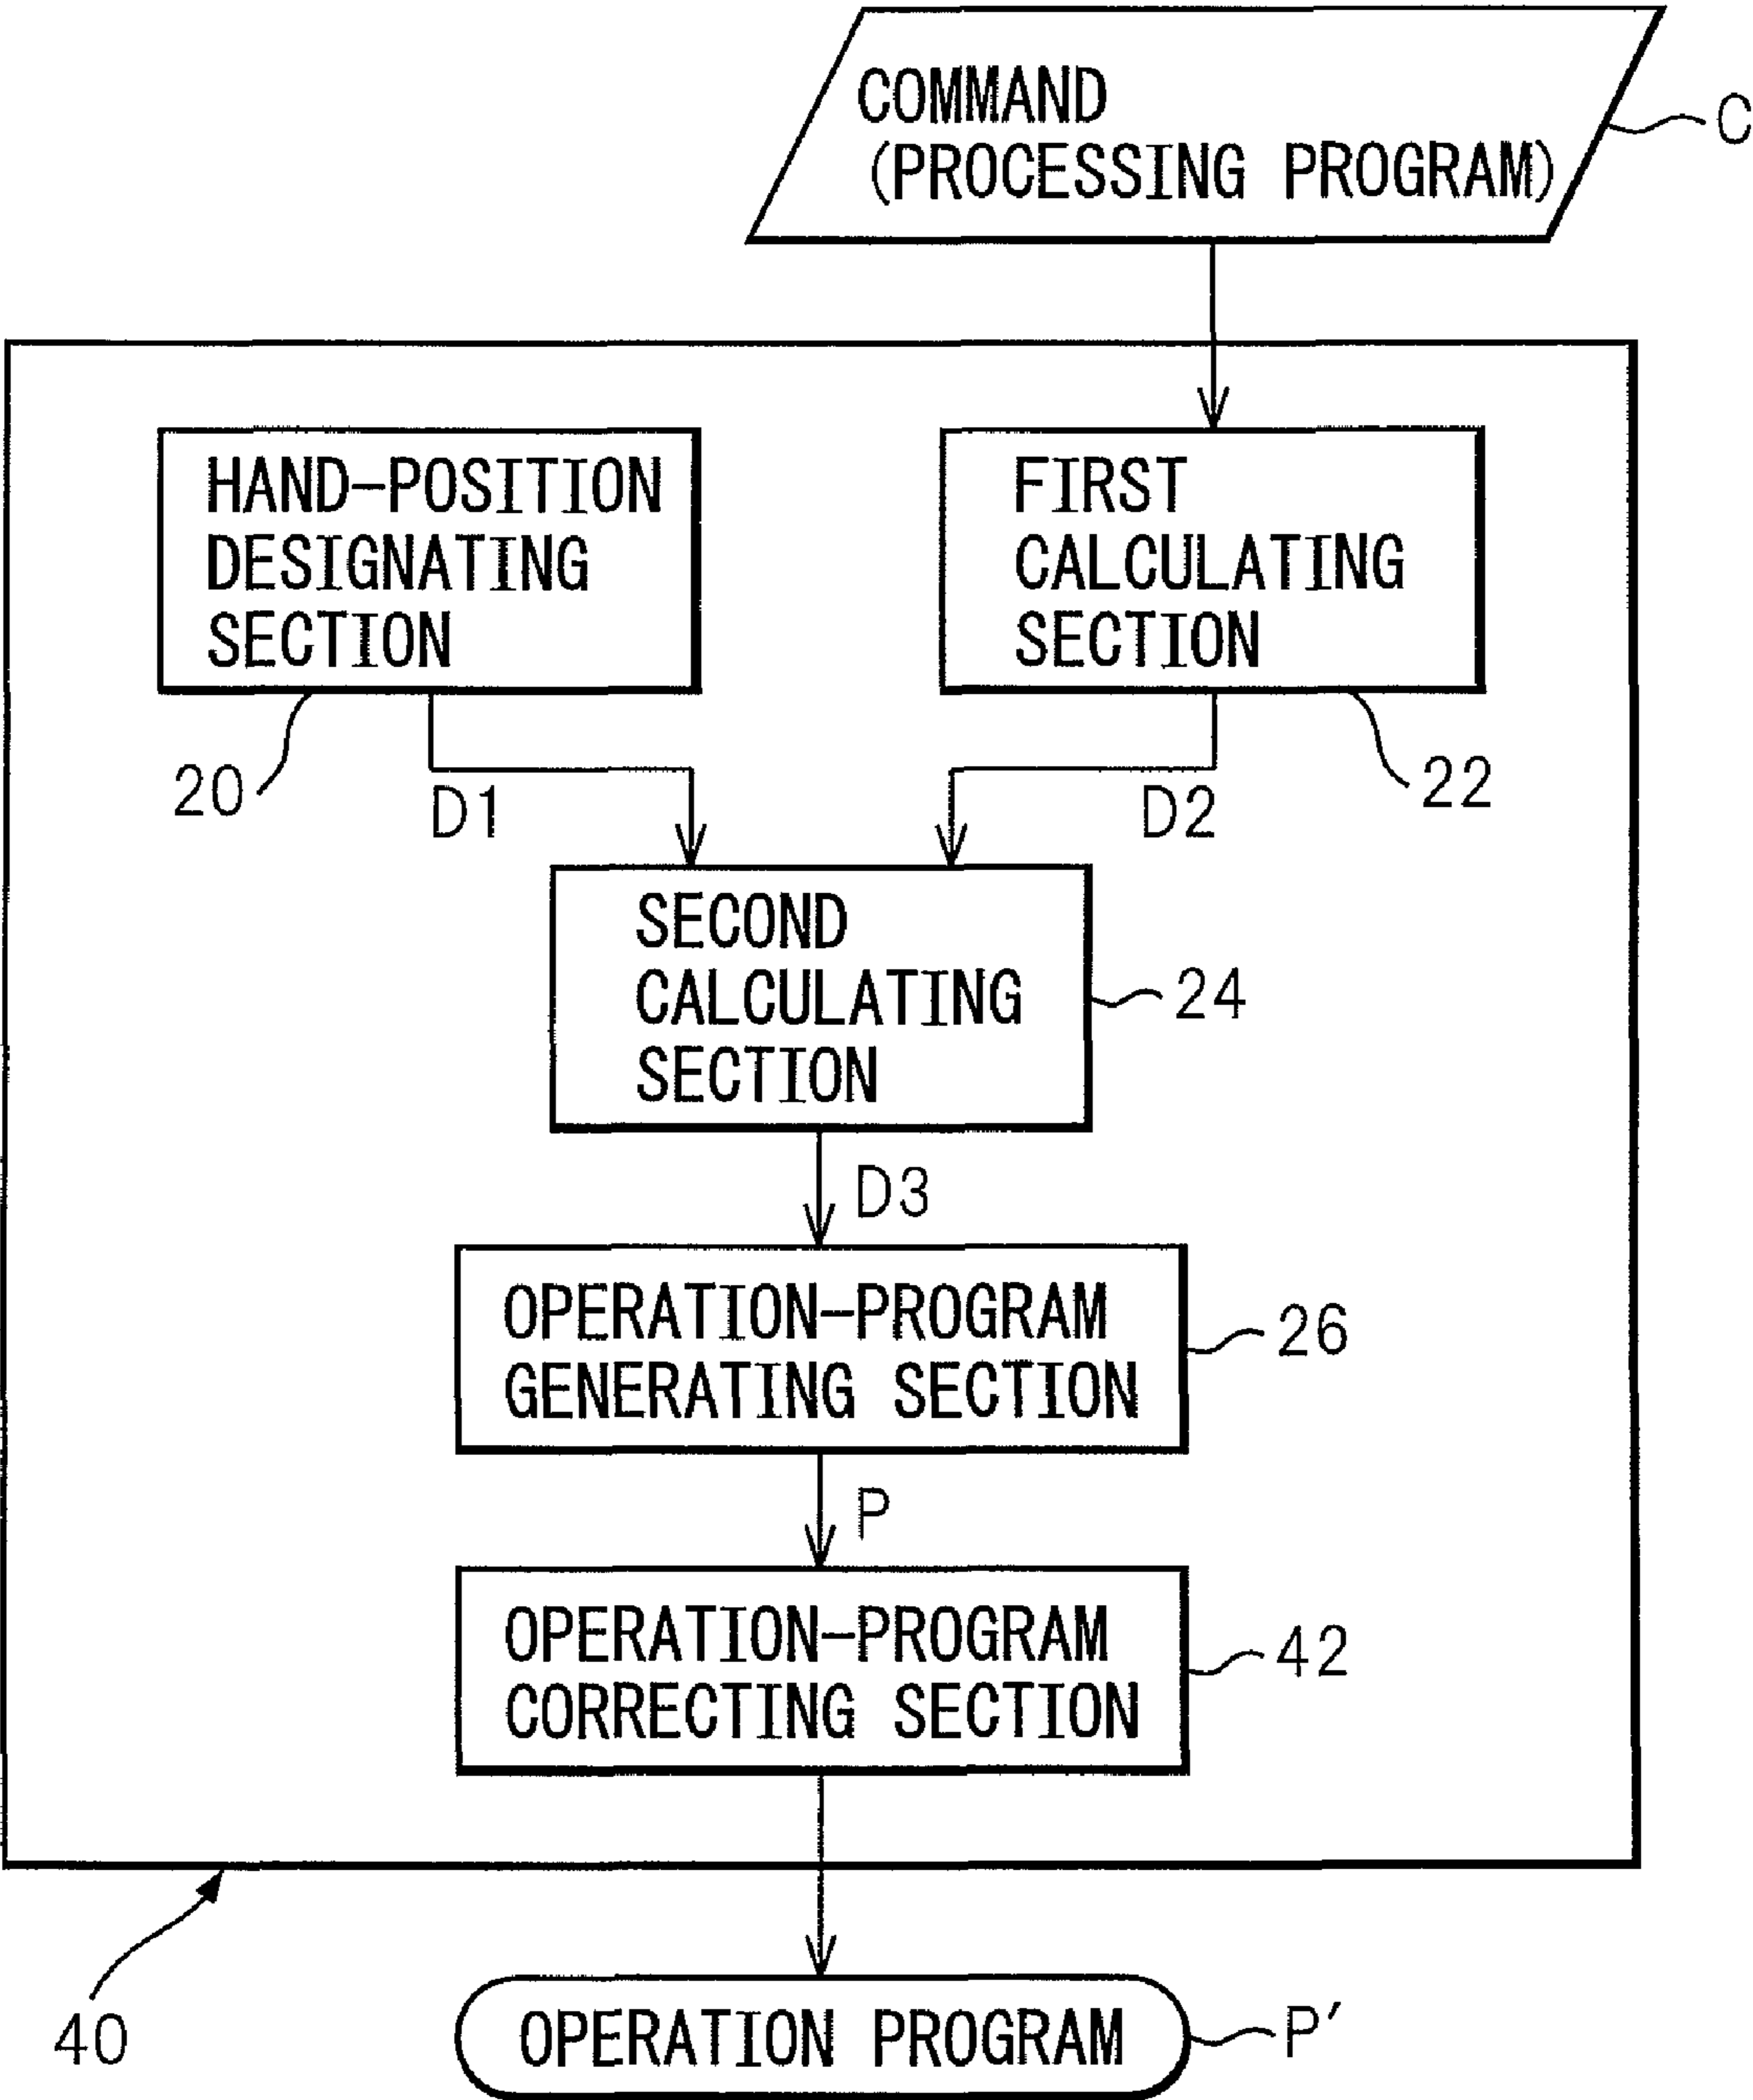 COMMAND
(PROCESSING PROGRAM)
C
HAND-POSITION
DESIGNATING
SECTION
FIRST
CALCULATING
SECTION
20
D1
D2
22
SECOND
CALCULATING
SECTION
24
D3
OPERATION-PROGRAM
GENERATING SECTION
26
P
OPERATION-PROGRAM
CORRECTING SECTION
42
40
OPERATION PROGRAM
P'